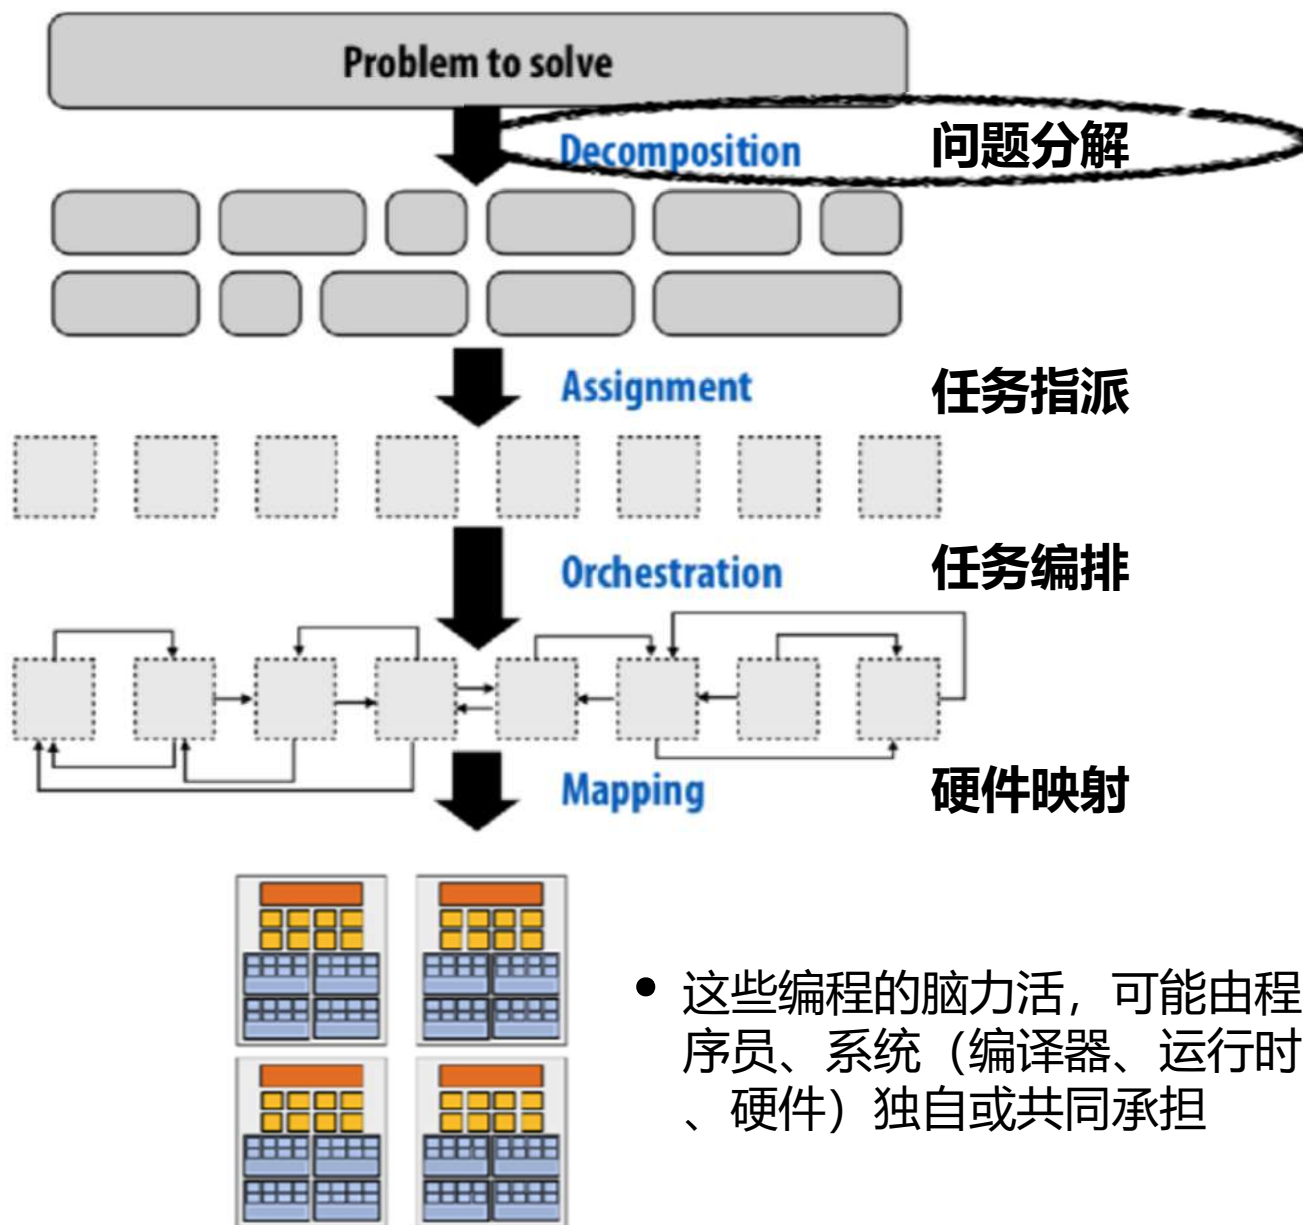 Problem to solve
Decomposition 问题分解
Assignment 任务指派
Orchestration 任务编排
Mapping 硬件映射
• 这些编程的脑力活，可能由程
序员、系统（编译器、运行时
、硬件）独自或共同承担